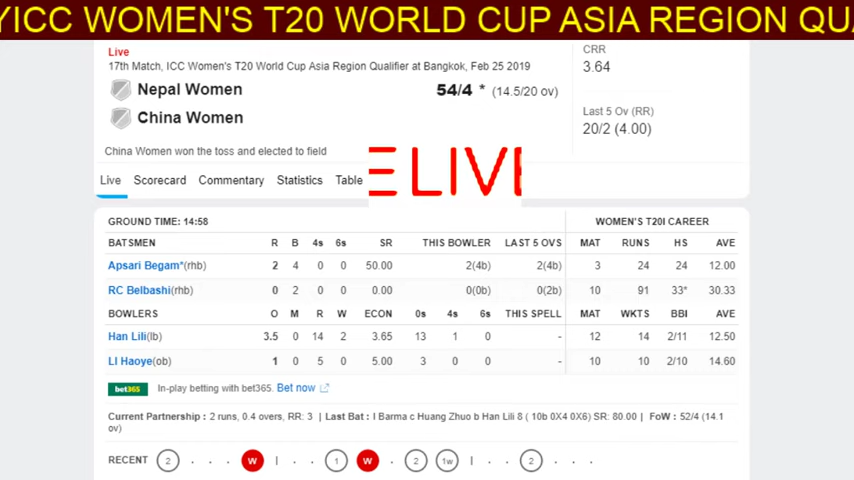 YICC WOMEN'S T20 WORLD CUP ASIA REGION QUA
Live
17th Match, ICC Women's T20 World Cup Asia Region Qualifier at Bangkok, Feb 25 2019
Nepal Women 54/4 * (14.5/20 ov)
China Women
China Women won the toss and elected to field
CRR
3.64
Last 5 Ov (RR)
20/2 (4.00)
E LIVE
Live Scorecard Commentary Statistics Table
GROUND TIME: 14:58 WOMEN'S T20I CAREER
BATSMEN R B 4s 6s SR THIS BOWLER LAST 5 OVS MAT RUNS HS AVE
Apsari Begam*(rhb) 2 4 0 0 50.00 2(4b) 2(4b) 3 24 24 12.00
RC Belbashi(rhb) 0 2 0 0 0.00 0(0b) 0(2b) 10 91 33* 30.33
BOWLERS O M R W ECON 0s 4s 6s THIS SPELL MAT WKTS BBI AVE
Han Lili(lb) 3.5 0 14 2 3.65 13 1 0 - 12 14 2/11 12.50
LI Haoye(ob) 1 0 5 0 5.00 3 0 0 - 10 10 2/10 14.60
bet365 In-play betting with bet365. Bet now
Current Partnership : 2 runs, 0.4 overs, RR: 3 | Last Bat : I Barma c Huang Zhuo b Han Lili 8 ( 10b 0X4 0X6) SR: 80.00 | FoW : 52/4 (14.1
ov)
RECENT 2 . . . W | . . 1 W . 2 1w | . . 2 . . .